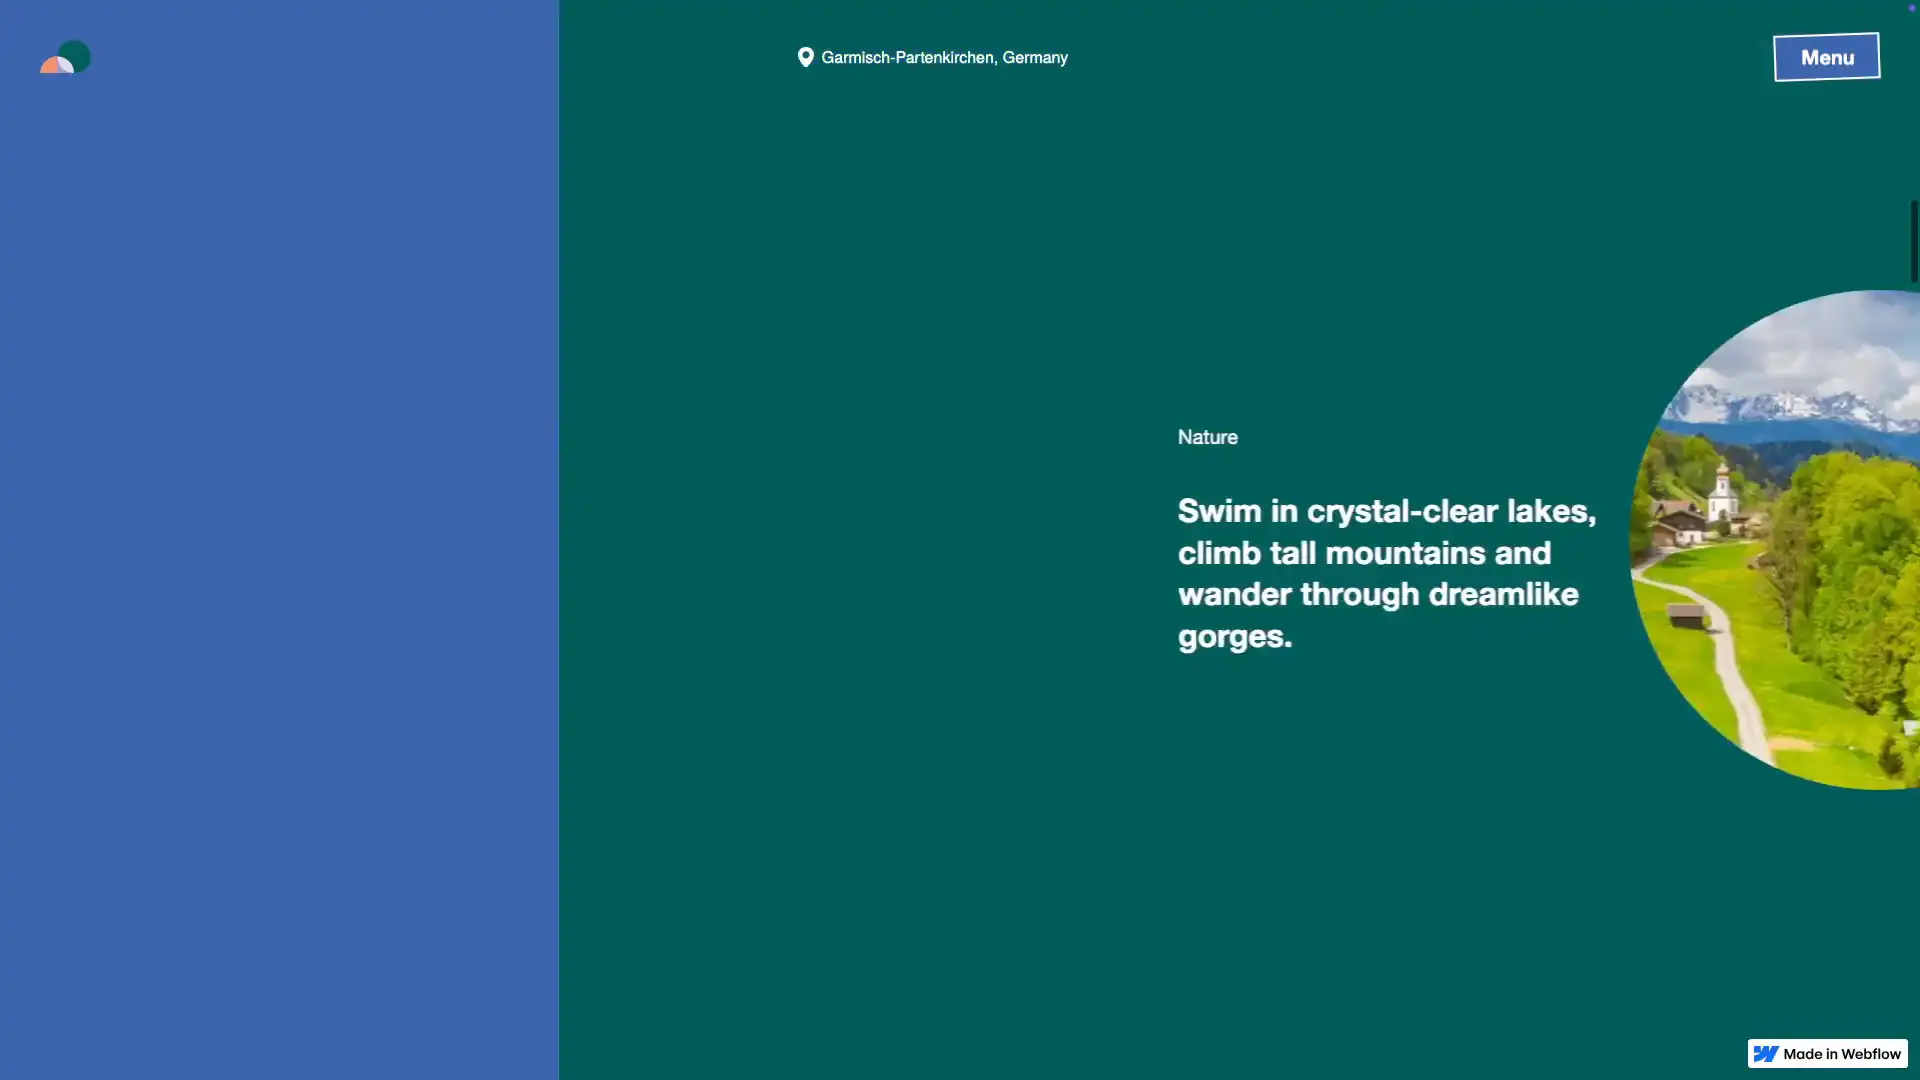 Garmisch-Partenkirchen, Germany
Menu
Nature
Swim in crystal-clear lakes,
climb tall mountains and
wander through dreamlike
gorges.
Made in Webflow